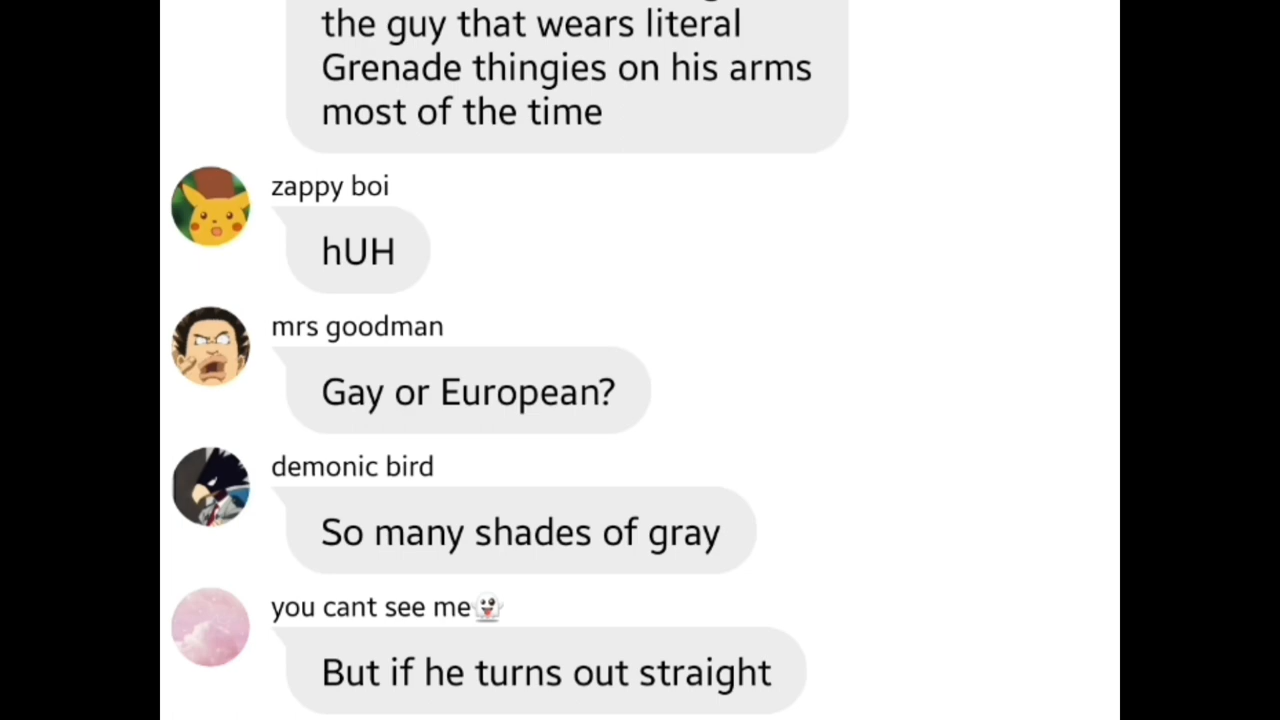 the guy that wears literal
Grenade thingies on his arms
most of the time
zappy boi
hUH
mrs goodman
Gay or European?
demonic bird
So many shades of gray
you cant see me👻
But if he turns out straight